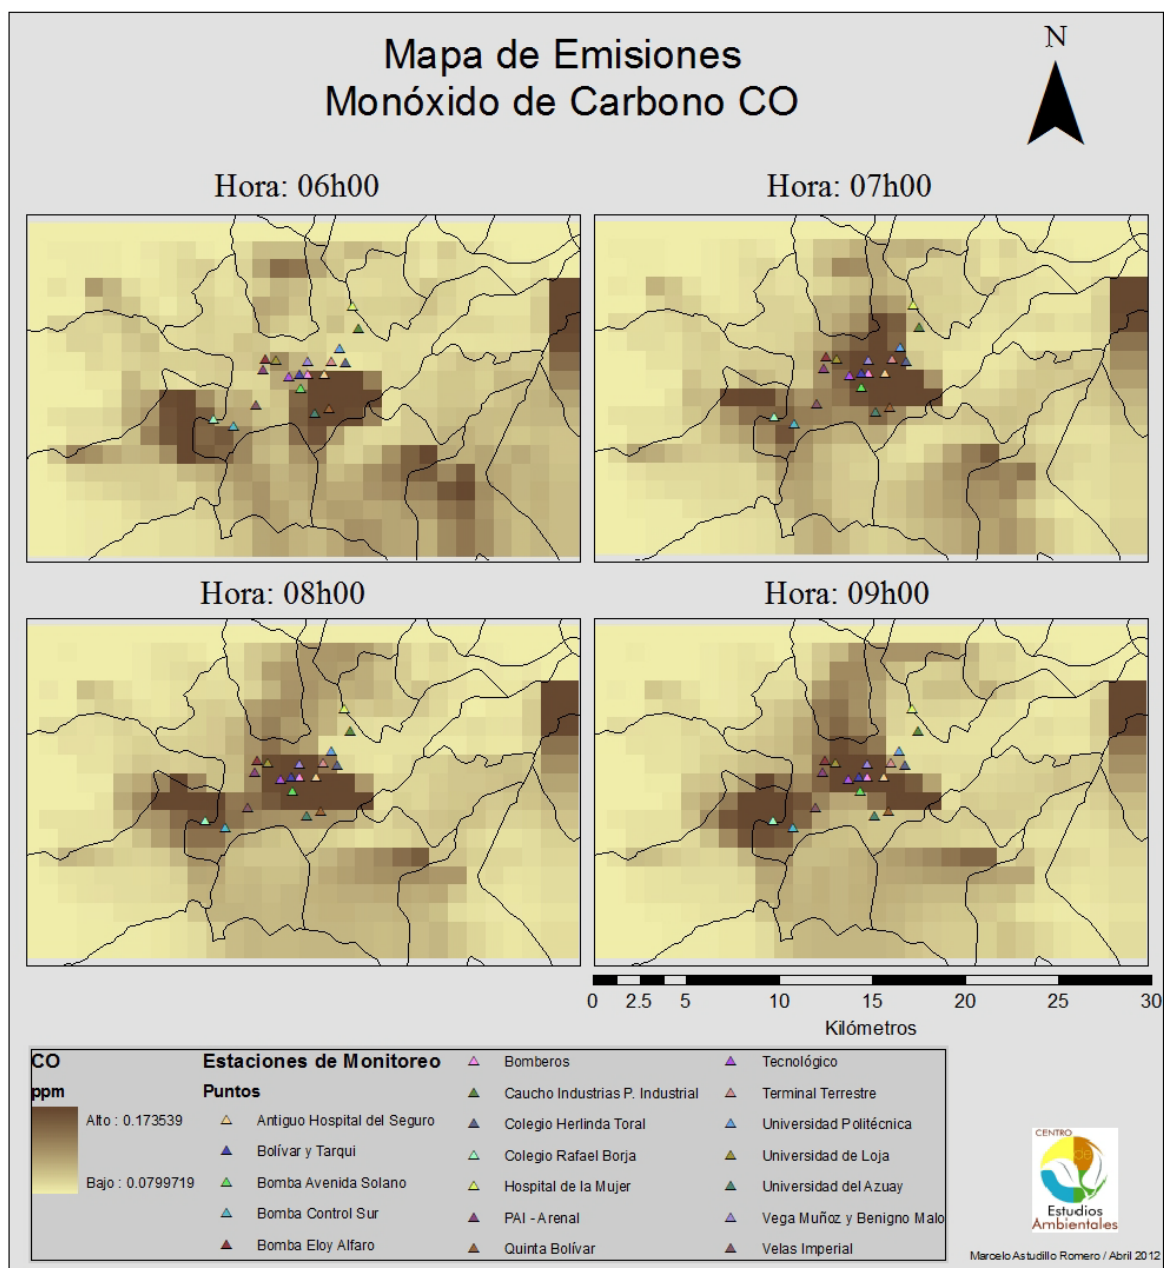 Mapa de Emisiones
Monóxido de Carbono CO
N
Hora: 06h00
Hora: 07h00
Hora: 08h00
Hora: 09h00
0 2.5 5 10 15 20 25 30
Kilómetros
CO
ppm
Alto : 0.173539
Bajo : 0.0799719
Estaciones de Monitoreo
Puntos
Antiguo Hospital del Seguro
Bolívar y Tarqui
Bomba Avenida Solano
Bomba Control Sur
Bomba Eloy Alfaro
Bomberos
Caucho Industrias P. Industrial
Colegio Herlinda Toral
Colegio Rafael Borja
Hospital de la Mujer
PAI - Arenal
Quinta Bolívar
Tecnológico
Terminal Terrestre
Universidad Politécnica
Universidad de Loja
Universidad del Azuay
Vega Muñoz y Benigno Malo
Velas Imperial
CENTRO
de
Estudios
Ambientales
Marcelo Astudillo Romero / Abril 2012